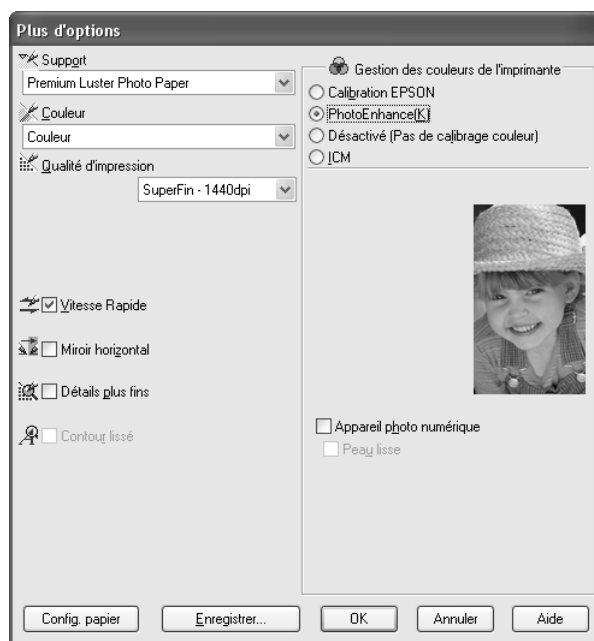 Plus d'options
Support
Premium Luster Photo Paper
Couleur
Couleur
Qualité d'impression
SuperFin - 1440dpi
Vitesse Rapide
Miroir horizontal
Détails plus fins
Contour lissé
Gestion des couleurs de l'imprimante
Calibration EPSON
PhotoEnhance(K)
Désactivé (Pas de calibrage couleur)
ICM
Appareil photo numérique
Peau lisse
Config. papier
Enregistrer...
OK
Annuler
Aide